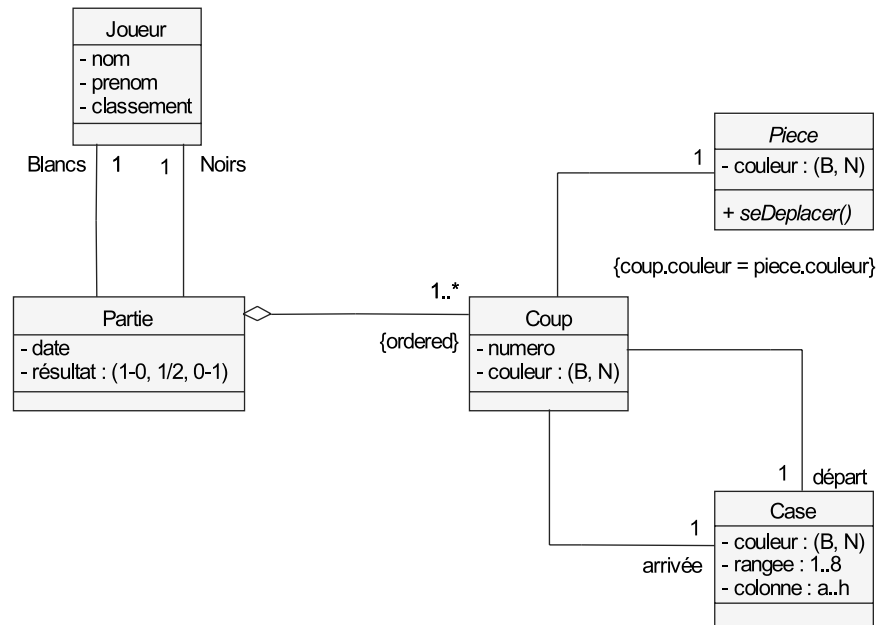 Joueur
- nom
- prenom
- classement
Blancs 1 1 Noirs
Piece
- couleur : (B, N)
+ seDeplacer()
1
{coup.couleur = piece.couleur}
Partie
- date
- résultat : (1-0, 1/2, 0-1)
1..*
{ordered}
Coup
- numero
- couleur : (B, N)
1 départ
1
arrivée
Case
- couleur : (B, N)
- rangee : 1..8
- colonne : a..h